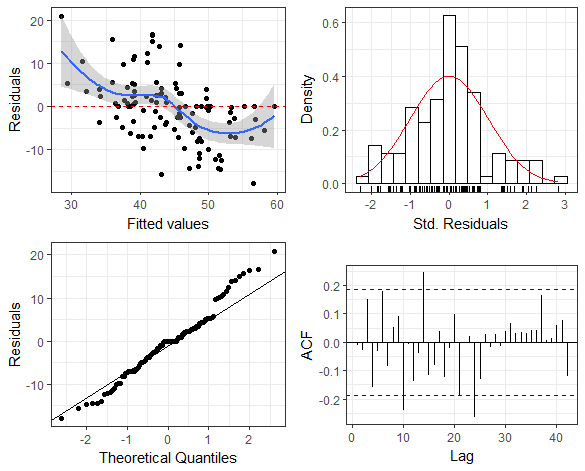 Residuals
20
10
0
-10
30 40 50 60
Fitted values
Density
0.6
0.4
0.2
0.0
-2 -1 0 1 2 3
Std. Residuals
Residuals
20
10
0
-10
-2 -1 0 1 2
Theoretical Quantiles
ACF
0.2
0.1
0.0
-0.1
-0.2
0 10 20 30 40
Lag